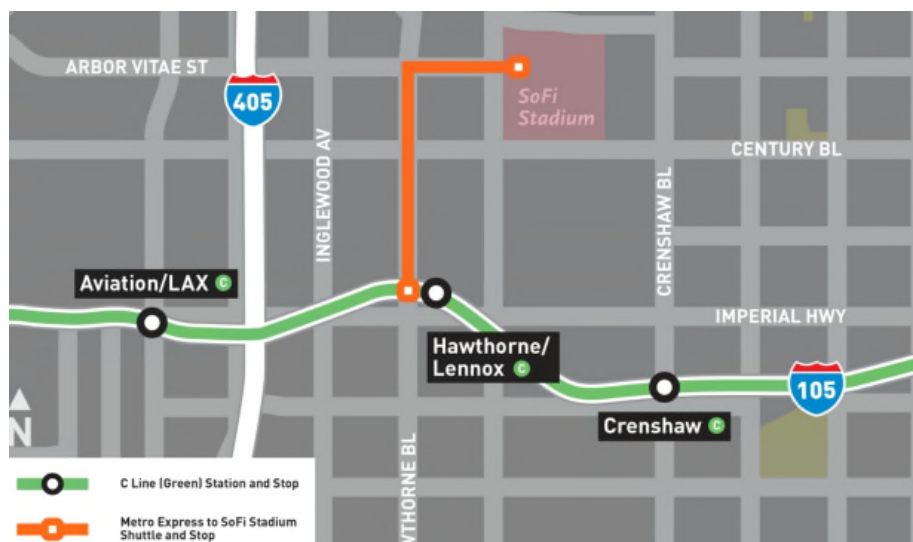 ARBOR VITAE ST
405
SoFi
Stadium
INGLEWOOD AV
CENTURY BL
CRENSHAW BL
Aviation/LAX C
IMPERIAL HWY
Hawthorne/
Lennox C
105
Crenshaw C
N
WTHORNE BL
C Line (Green) Station and Stop
Metro Express to SoFi Stadium
Shuttle and Stop